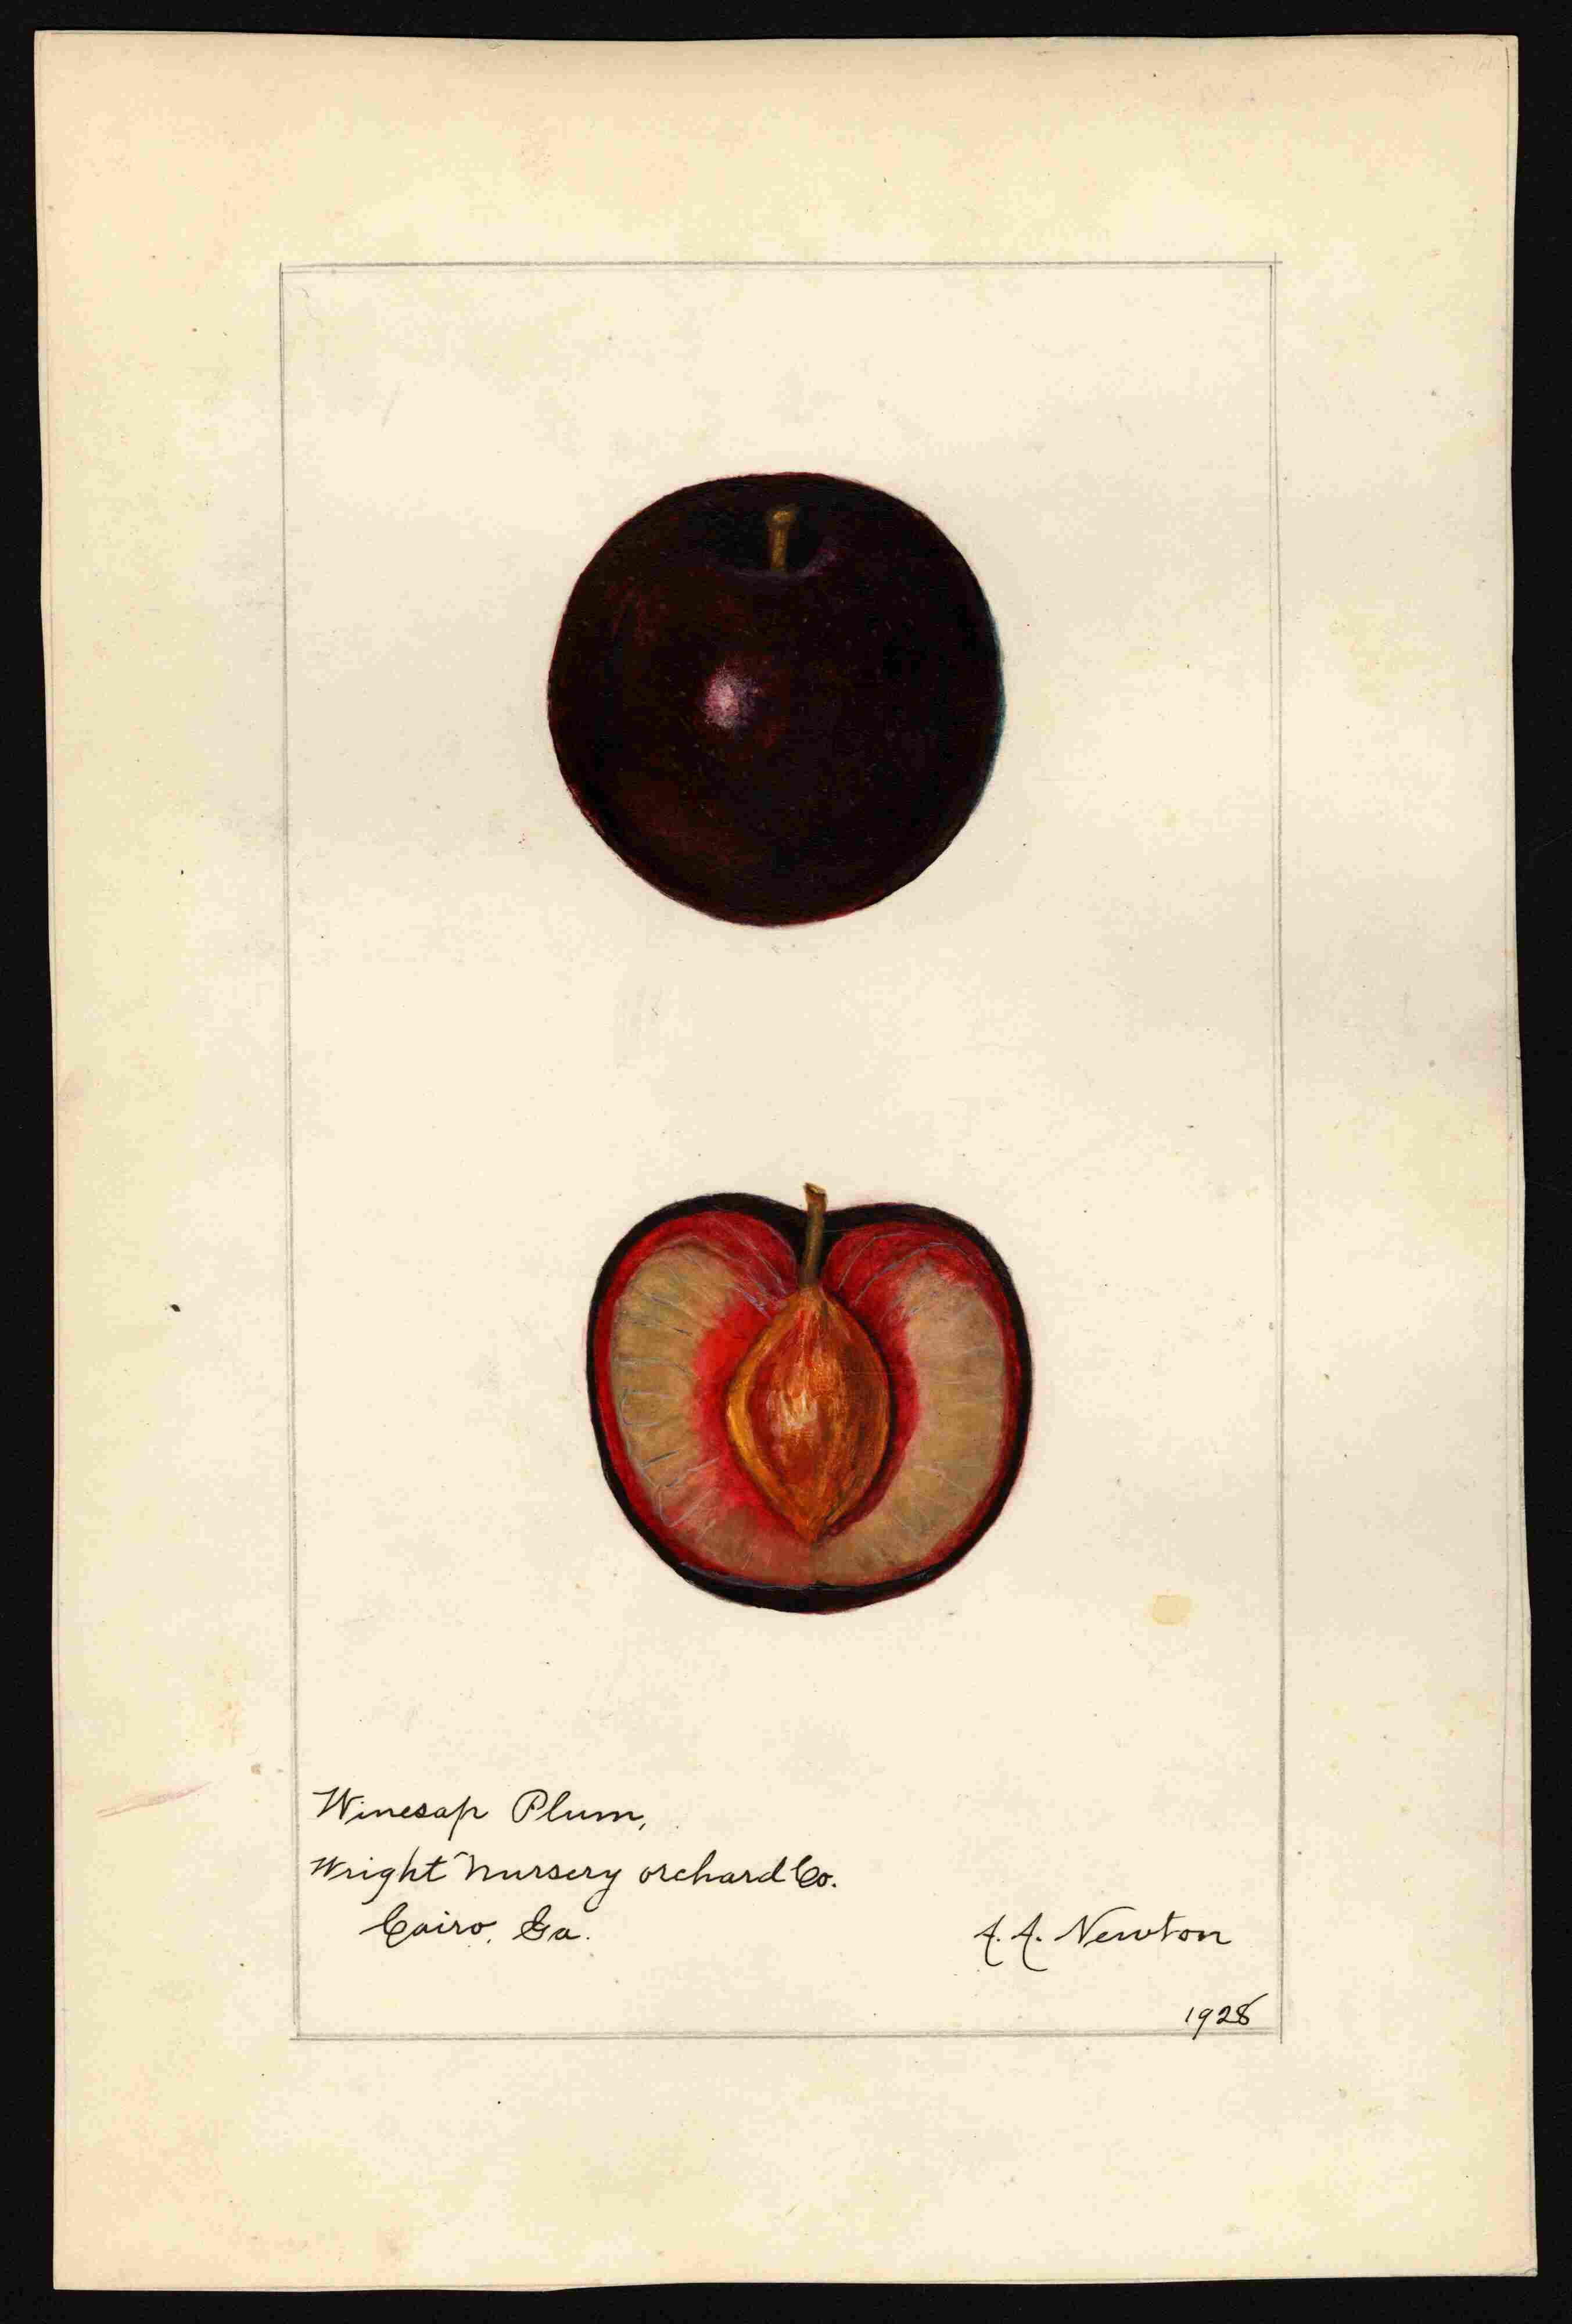 Winesap Plum,
Wright Nursery orchard Co.
Cairo, Ga.
A. A. Newton
1928